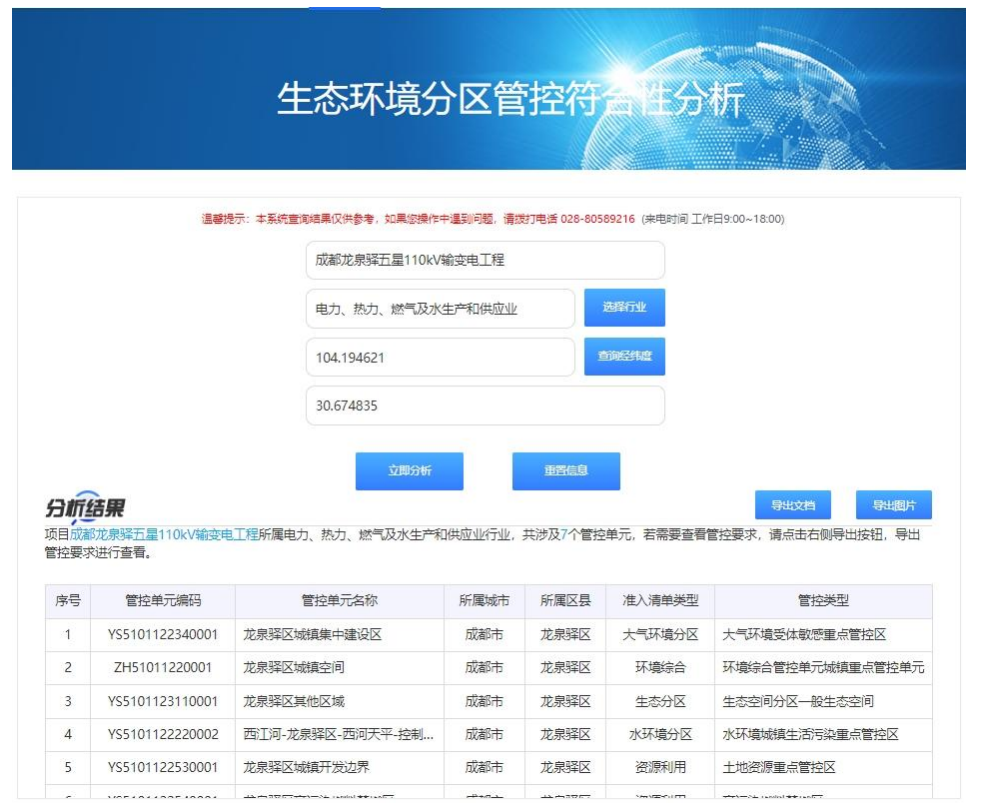 生态环境分区管控符合性分析
温馨提示：本系统查询结果仅供参考，如果您操作中遇到问题，请拨打电话 028-80589216（来电时间 工作日9:00~18:00）
成都龙泉驿五星110kV输变电工程
电力、热力、燃气及水生产和供应业 选择行业
104.194621 查询经纬度
30.674835
立即分析 重置信息
分析结果 导出文档 导出图片
项目成都龙泉驿五星110kV输变电工程所属电力、热力、燃气及水生产和供应业行业，共涉及7个管控单元，若需要查看管控要求，请点击右侧导出按钮，导出
管控要求进行查看。
序号 管控单元编码 管控单元名称 所属城市 所属区县 准入清单类型 管控类型
1 YS5101122340001 龙泉驿区城镇集中建设区 成都市 龙泉驿区 大气环境分区 大气环境受体敏感重点管控区
2 ZH51011220001 龙泉驿区城镇空间 成都市 龙泉驿区 环境综合 环境综合管控单元城镇重点管控单元
3 YS5101123110001 龙泉驿区其他区域 成都市 龙泉驿区 生态分区 生态空间分区一般生态空间
4 YS5101122220002 西江河-龙泉驿区-西河天平-控制... 成都市 龙泉驿区 水环境分区 水环境城镇生活污染重点管控区
5 YS5101122530001 龙泉驿区城镇开发边界 成都市 龙泉驿区 资源利用 土地资源重点管控区